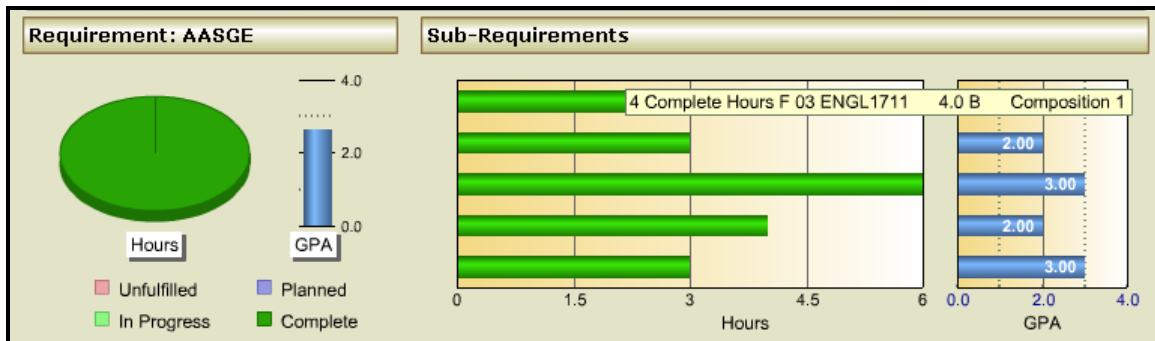 Requirement: AASGE
Sub-Requirements
4.0
2.0
0.0
Hours
GPA
Unfulfilled
Planned
In Progress
Complete
4 Complete Hours F 03 ENGL1711 4.0 B Composition 1
2.00
3.00
2.00
3.00
0
1.5
3
4.5
6
Hours
0.0
2.0
4.0
GPA